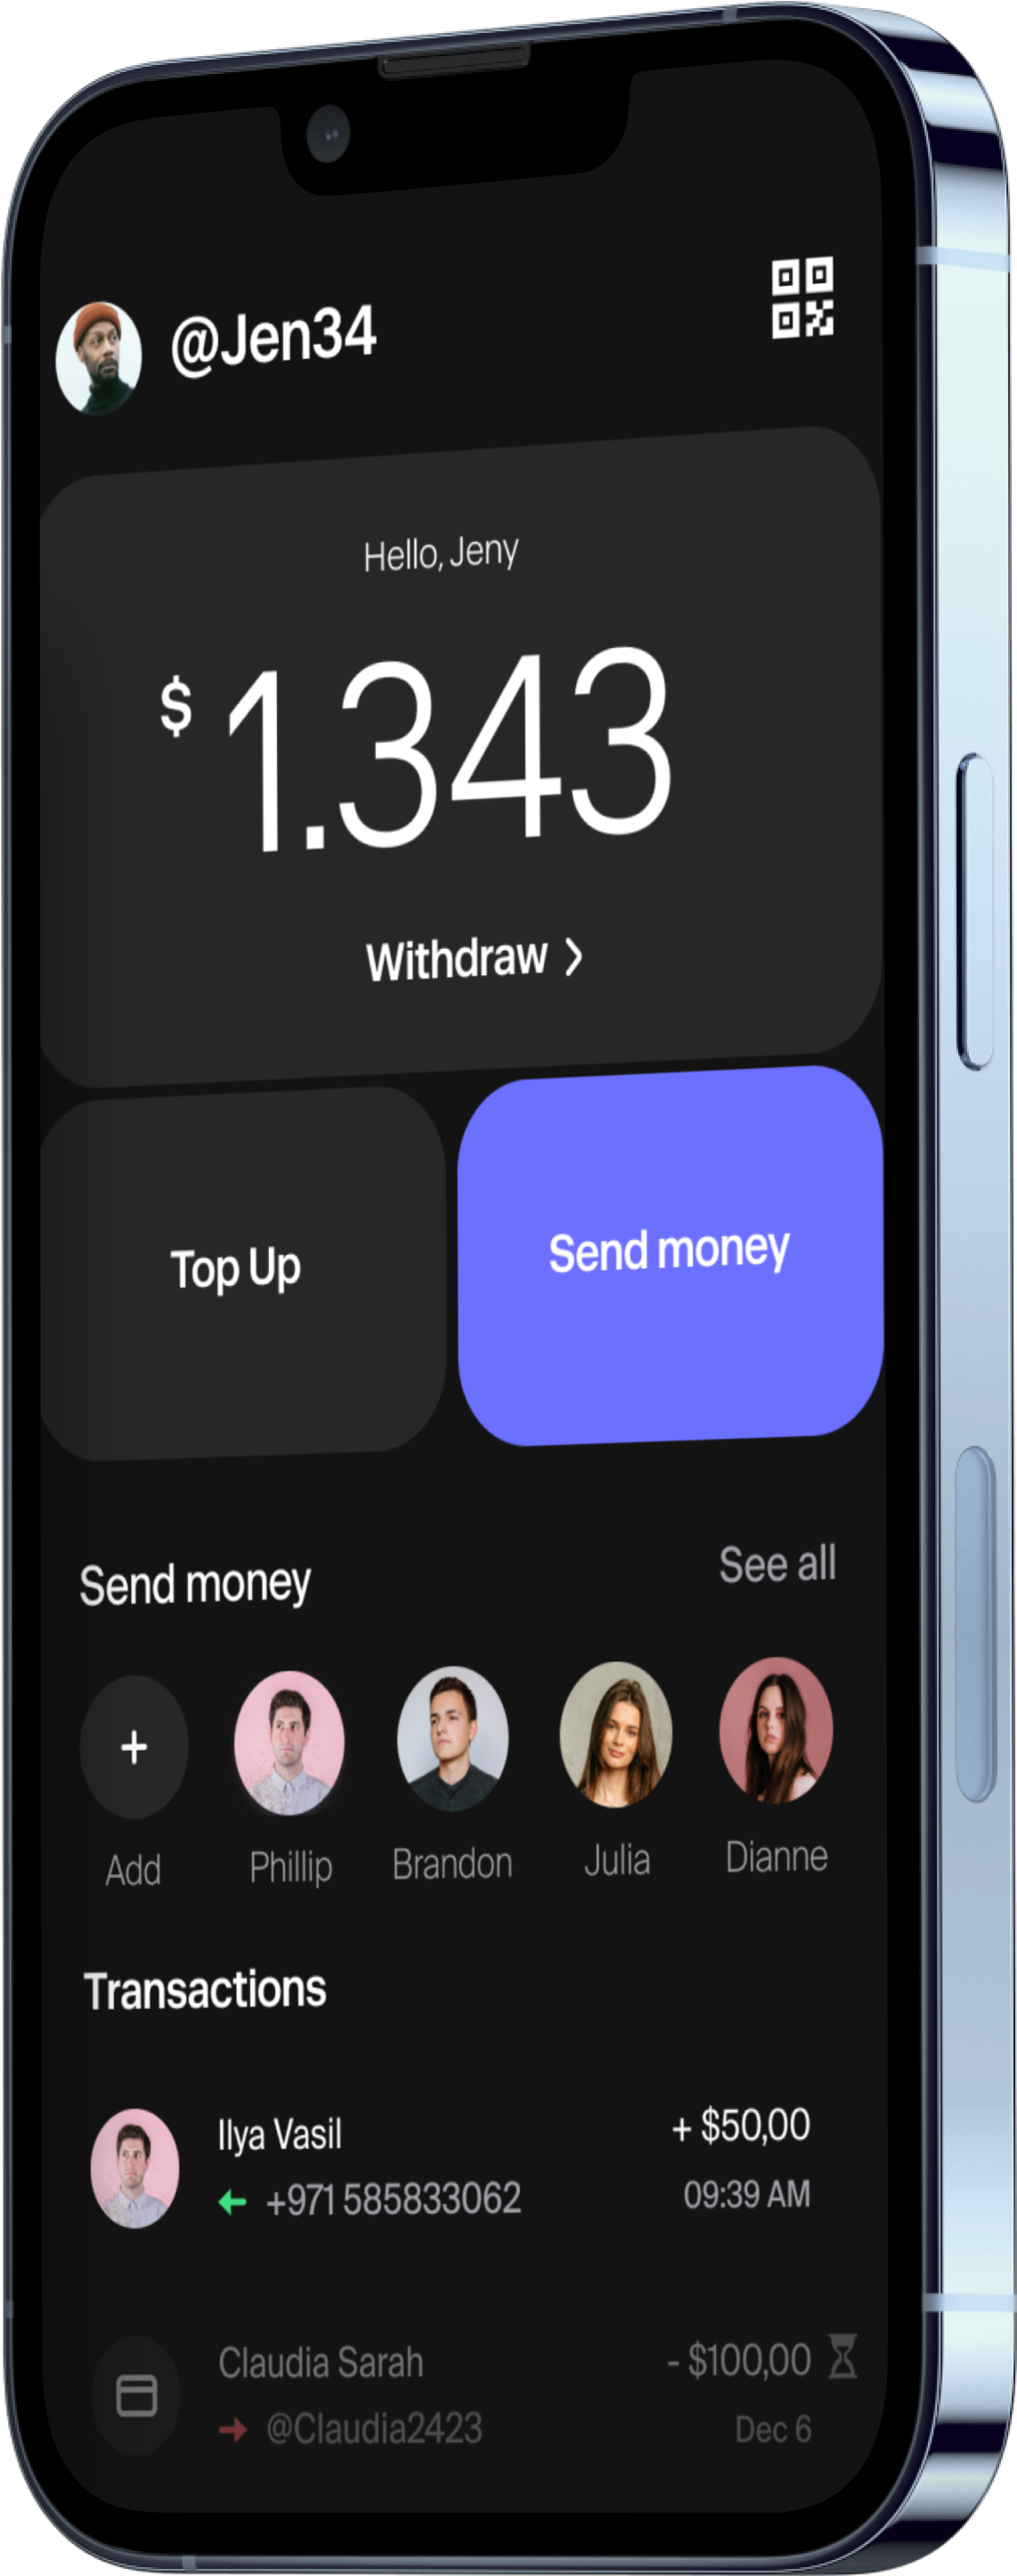 @Jen34
Hello, Jeny
$ 1.343
Withdraw >
Top Up
Send money
Send money
See all
+
Add
Phillip
Brandon
Julia
Dianne
Transactions
Ilya Vasil
+ $50,00
+971 585833062
09:39 AM
Claudia Sarah
- $100,00
@Claudia2423
Dec 6